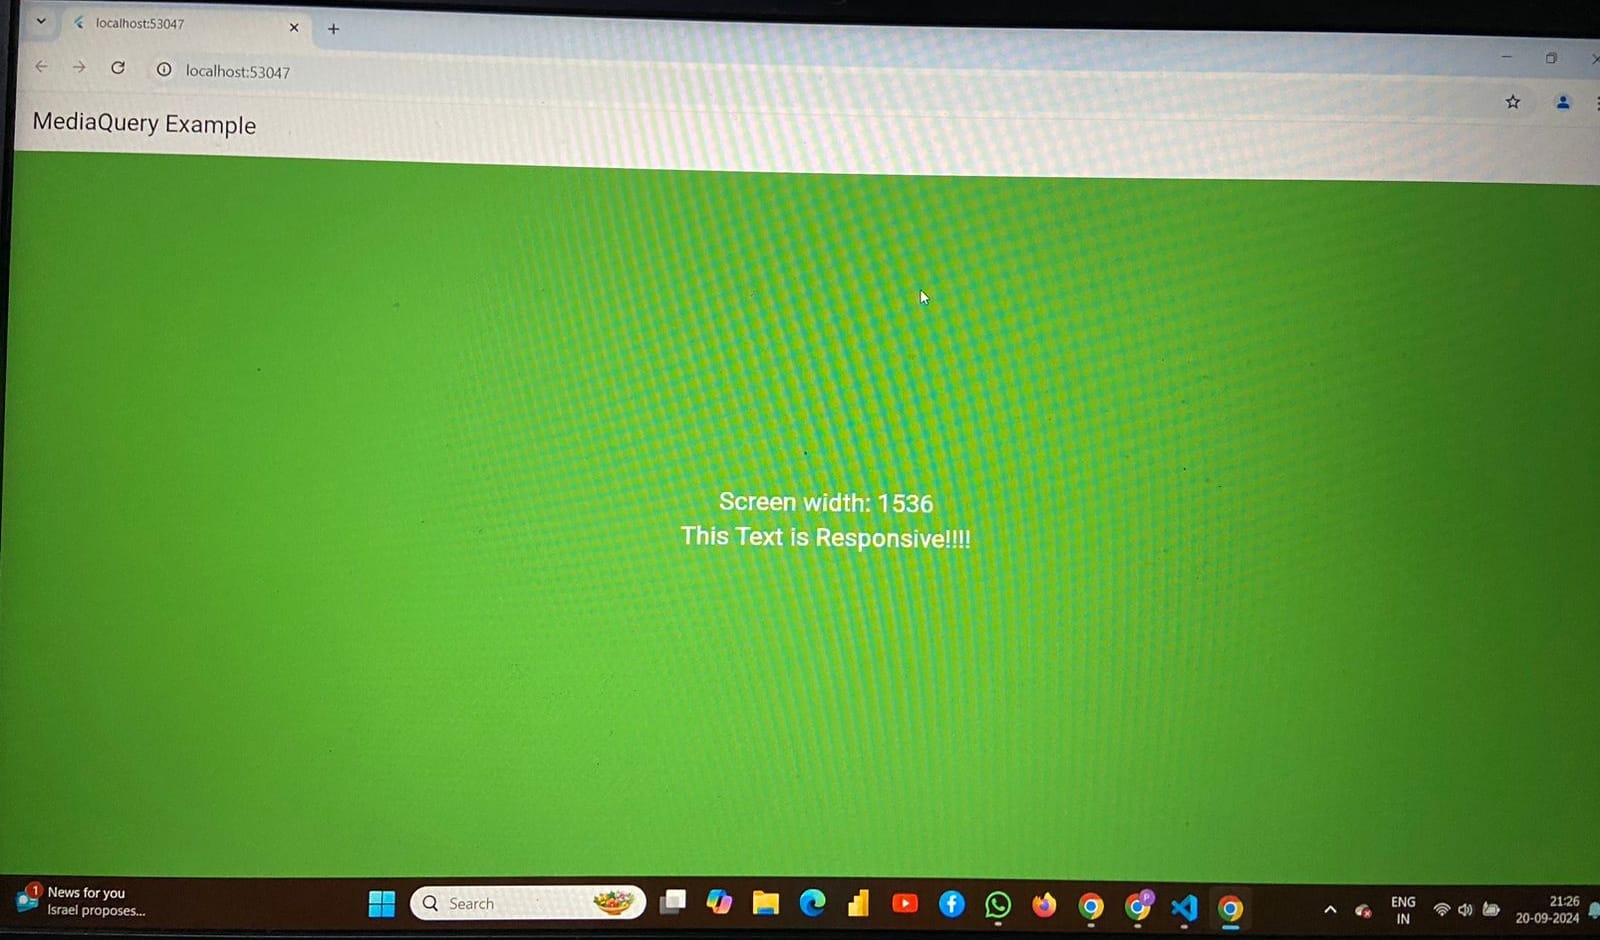 localhost:53047
localhost:53047
MediaQuery Example
Screen width: 1536
This Text is Responsive!!!!
1
News for you
Israel proposes...
Search
P
ENG
IN
21:26
20-09-2024